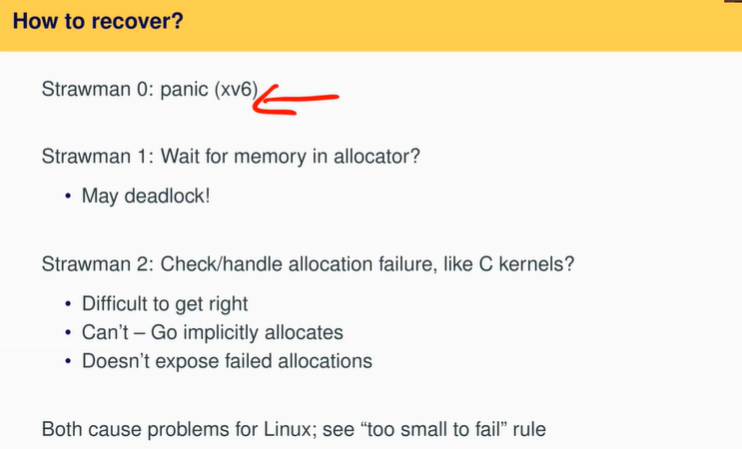 How to recover?
Strawman 0: panic (xv6)
Strawman 1: Wait for memory in allocator?
• May deadlock!
Strawman 2: Check/handle allocation failure, like C kernels?
• Difficult to get right
• Can't – Go implicitly allocates
• Doesn't expose failed allocations
Both cause problems for Linux; see “too small to fail” rule